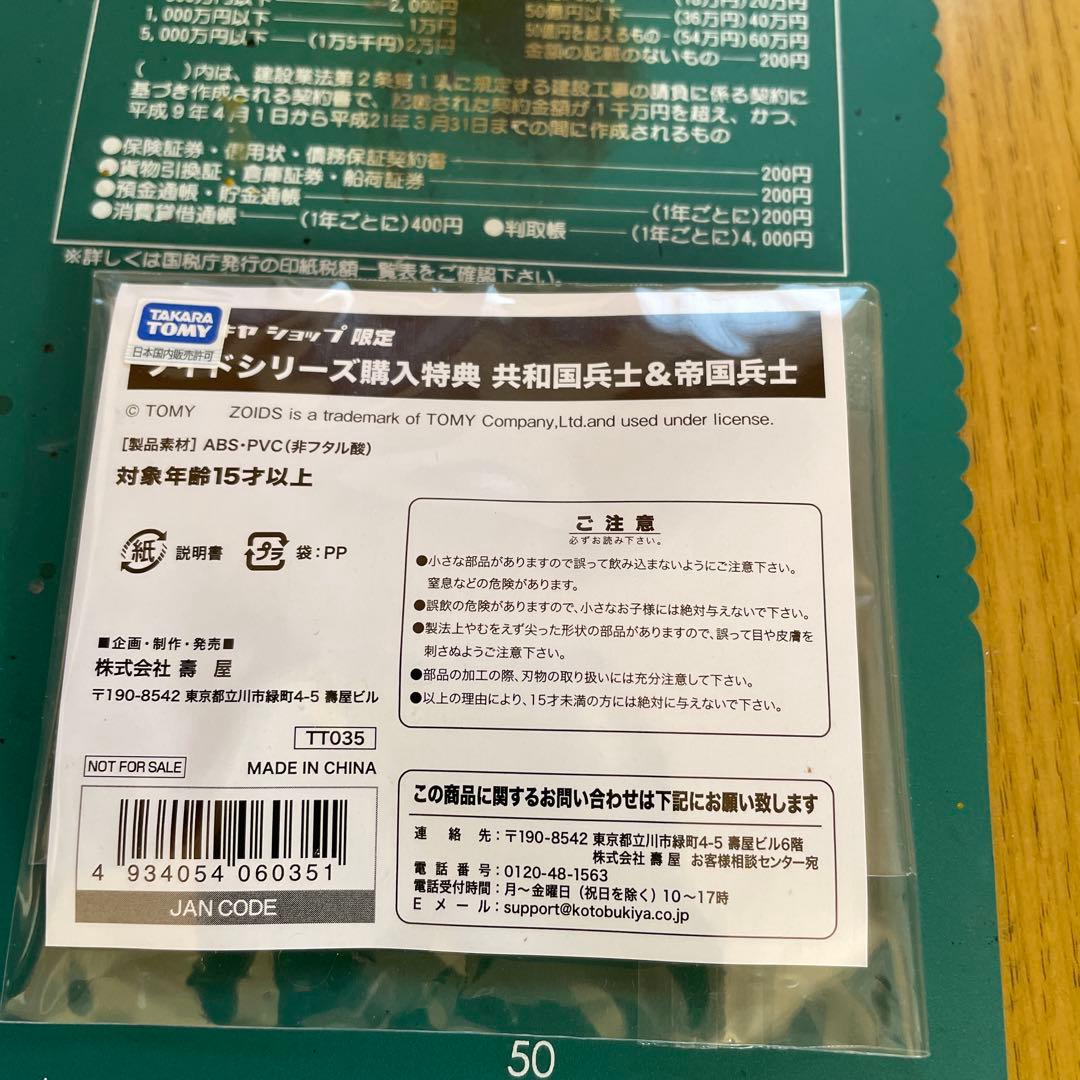 2,000円
1,000万円以下 1万円
5,000万円以下 (1万5千円)2万円
20万円
50億円以下 (36万円)40万円
50億円を超えるもの (54万円)60万円
金額の記載のないもの 200円
( )内は、建設業法第2条第1項に規定する建設工事の請負に係る契約に
基づき作成される契約書で、記載された契約金額が1千万円を超え、かつ、
平成9年4月1日から平成21年3月31日までの間に作成されるもの
●保険証券・信用状・債務保証契約書 200円
●貨物引換証・倉庫証券・船荷証券 200円
●預金通帳・貯金通帳 (1年ごとに)200円
●消費貸借通帳 (1年ごとに)400円 ●判取帳 (1年ごとに)4,000円
※詳しくは国税庁発行の印紙税額一覧表をご確認下さい。
TAKARA
TOMY
日本国内販売許可
キヤ ショップ 限定
ドシリーズ購入特典 共和国兵士&帝国兵士
© TOMY ZOIDS is a trademark of TOMY Company,Ltd.and used under license.
[製品素材] ABS・PVC(非フタル酸)
対象年齢15才以上
紙 説明書 プラ 袋:PP
■企画・制作・発売■
株式会社 壽 屋
〒190-8542 東京都立川市緑町4-5 壽屋ビル
TT035
NOT FOR SALE MADE IN CHINA
4 934054 060351
JAN CODE
ご 注 意
必ずお読み下さい。
●小さな部品がありますので誤って飲み込まないようにご注意下さい。
窒息などの危険があります。
●誤飲の危険がありますので、小さなお子様には絶対与えないで下さい。
●製法上やむをえず尖った形状の部品がありますので、誤って目や皮膚を
刺さぬようご注意下さい。
●部品の加工の際、刃物の取り扱いには充分注意して下さい。
●以上の理由により、15才未満の方には絶対に与えないで下さい。
この商品に関するお問い合わせは下記にお願い致します
連 絡 先:〒190-8542 東京都立川市緑町4-5 壽屋ビル6階
株式会社 壽 屋 お客様相談センター宛
電 話 番 号:0120-48-1563
電話受付時間:月〜金曜日(祝日を除く)10〜17時
E メ ー ル:support@kotobukiya.co.jp
50